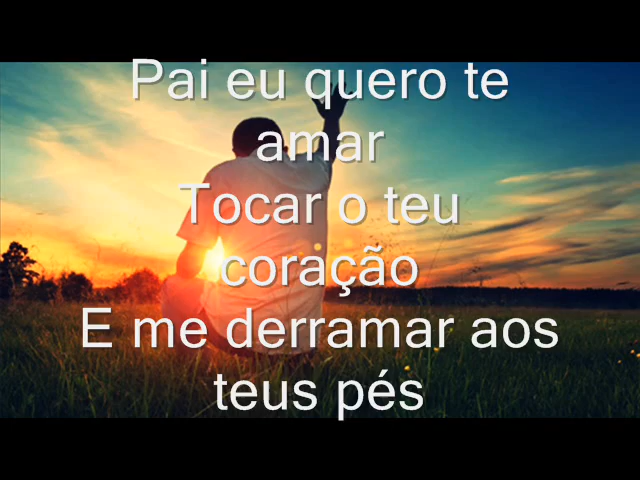 Pai eu quero te
amar
Tocar o teu
coração
E me derramar aos
teus pés